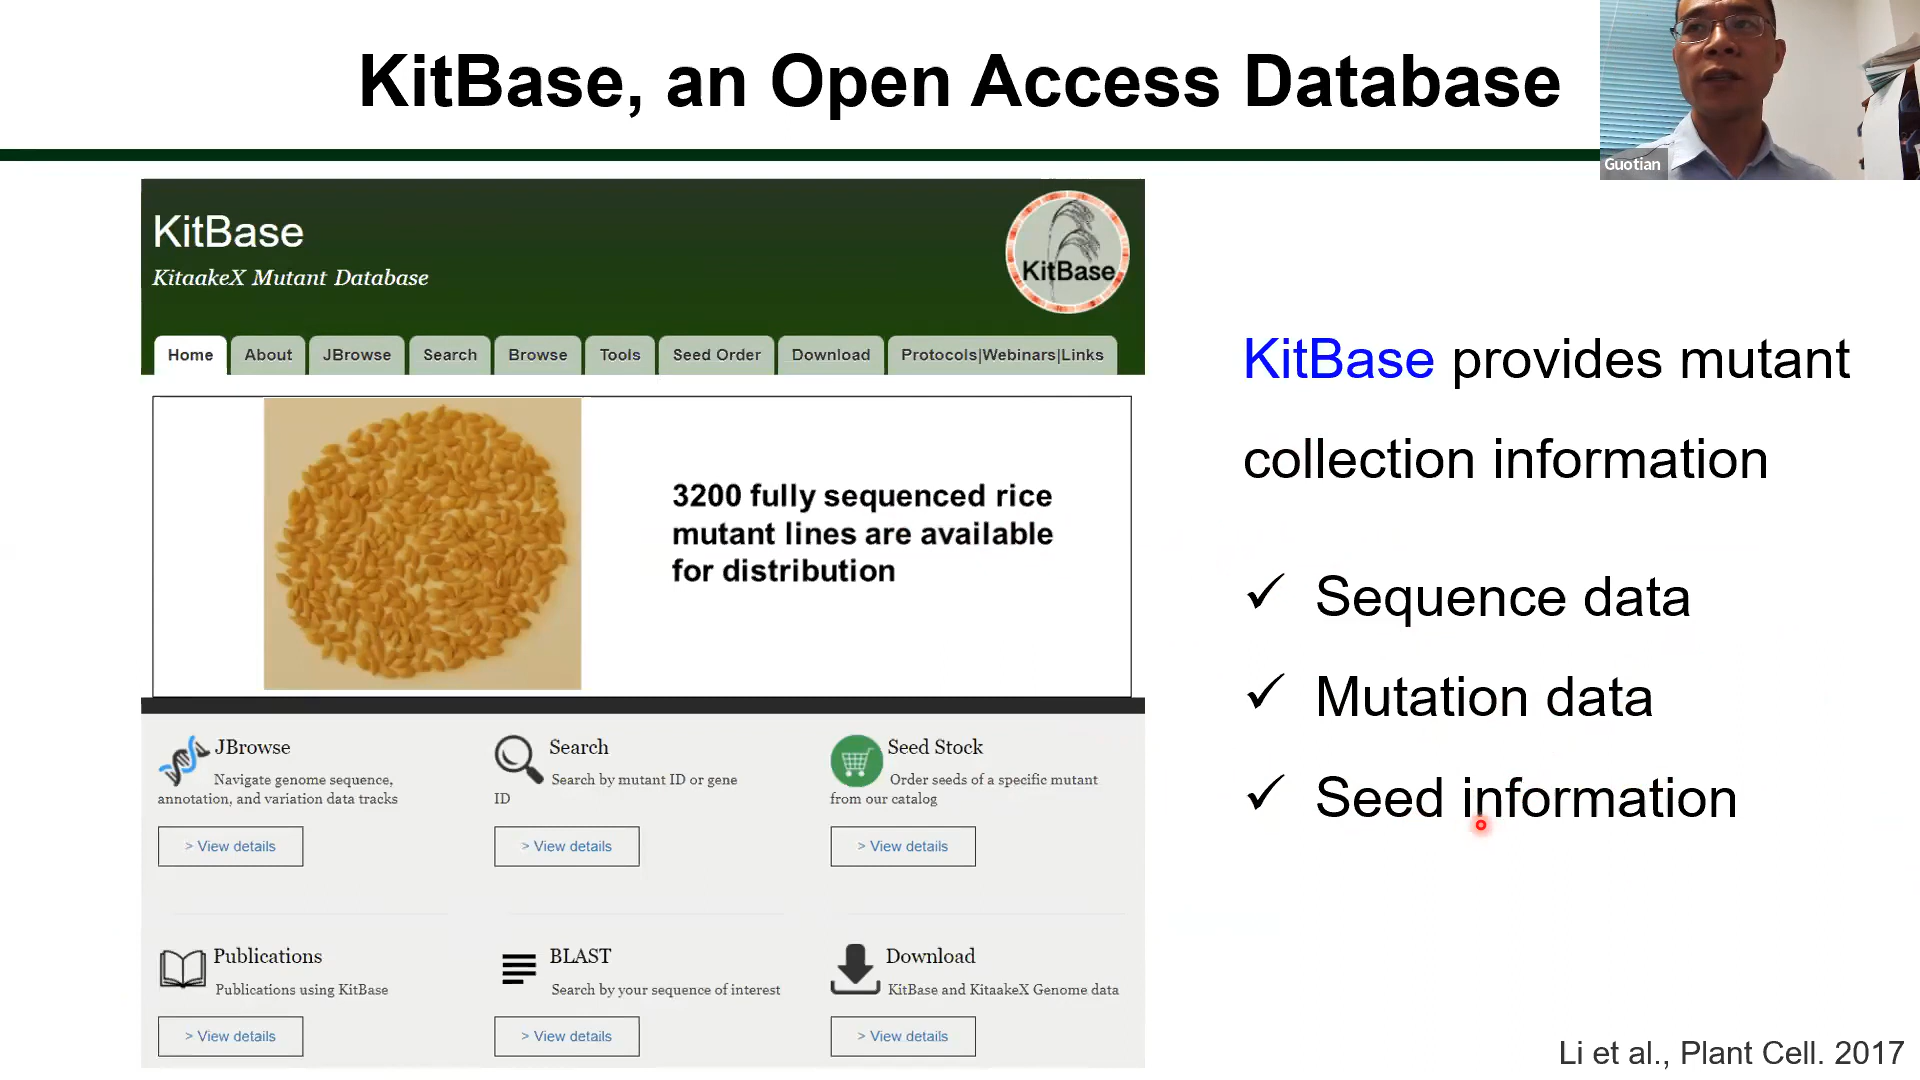 KitBase, an Open Access Database
Guotian
KitBase
KitaakeX Mutant Database
KitBase
Home About JBrowse Search Browse Tools Seed Order Download Protocols|Webinars|Links
3200 fully sequenced rice
mutant lines are available
for distribution
JBrowse
Navigate genome sequence,
annotation, and variation data tracks
> View details
Search
Search by mutant ID or gene
ID
> View details
Seed Stock
Order seeds of a specific mutant
from our catalog
> View details
Publications
Publications using KitBase
> View details
BLAST
Search by your sequence of interest
> View details
Download
KitBase and KitaakeX Genome data
> View details
KitBase provides mutant
collection information
✓ Sequence data
✓ Mutation data
✓ Seed information
Li et al., Plant Cell. 2017